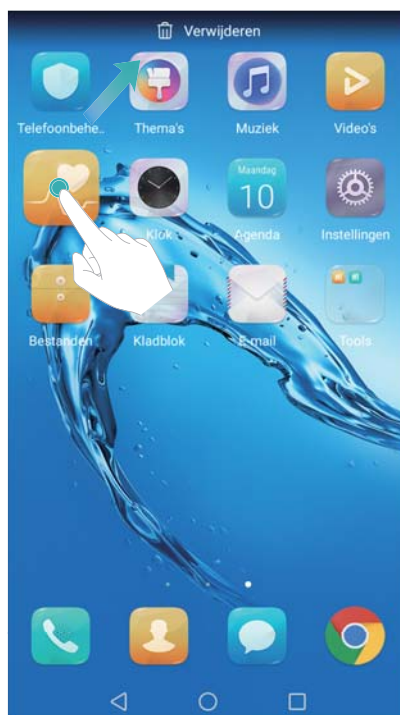 Verwijderen
Telefoonbehe..
Thema's
Muziek
Video's
Klok
Maandag
10
Agenda
Instellingen
Bestanden
Kladblok
E-mail
Tools